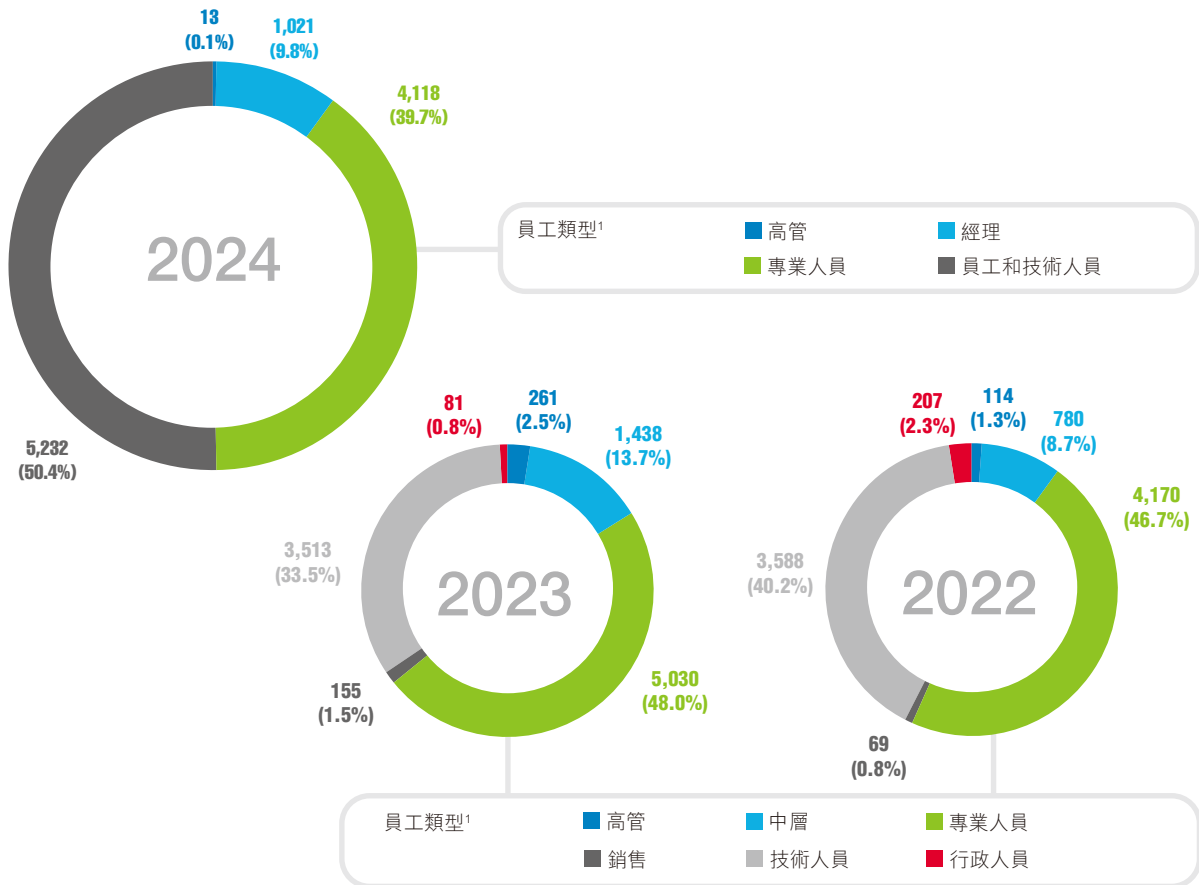 13
(0.1%)
1,021
(9.8%)
4,118
(39.7%)
2024
5,232
(50.4%)
員工類型¹
高管
經理
專業人員
員工和技術人員
81
(0.8%)
261
(2.5%)
1,438
(13.7%)
3,513
(33.5%)
2023
155
(1.5%)
5,030
(48.0%)
207
(2.3%)
114
(1.3%)
780
(8.7%)
4,170
(46.7%)
3,588
(40.2%)
2022
69
(0.8%)
員工類型¹
高管
中層
專業人員
銷售
技術人員
行政人員